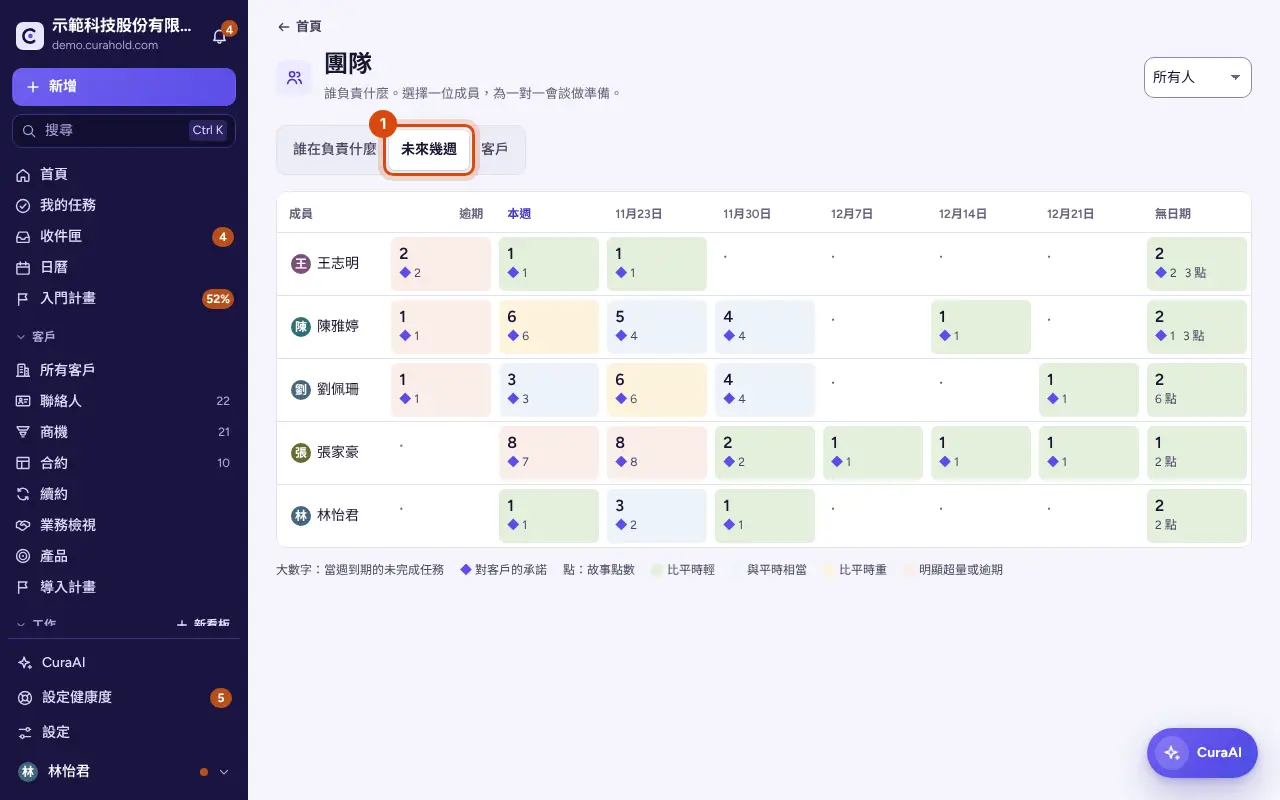 示範科技股份有限...
demo.curahold.com
4
新增
搜尋 Ctrl K
首頁
我的任務
收件匣 4
日曆
入門計畫 52%
客戶
所有客戶
聯絡人 22
商機 21
合約 10
續約
業務檢視
產品
導入計畫
工作 新看板
CuraAI
設定健康度 5
設定
林怡君
首頁
團隊
誰負責什麼。選擇一位成員，為一對一會談做準備。
所有人
1
誰在負責什麼 未來幾週 客戶
成員 逾期 本週 11月23日 11月30日 12月7日 12月14日 12月21日 無日期
王 王志明 2 1 1 · · · · 2
2 1 1 2 3 點
陳 陳雅婷 1 6 5 4 · 1 · 2
1 6 4 4 1 1 3 點
劉 劉佩珊 1 3 6 4 · · 1 2
1 3 6 4 1 6 點
張 張家豪 · 8 8 2 1 1 1 1
7 8 2 1 1 1 2 點
林 林怡君 · 1 3 1 · · · 2
1 2 1 2 點
大數字：當週到期的未完成任務 對客戶的承諾 點：故事點數 比平時輕 與平時相當 比平時重 明顯超量或逾期
CuraAI